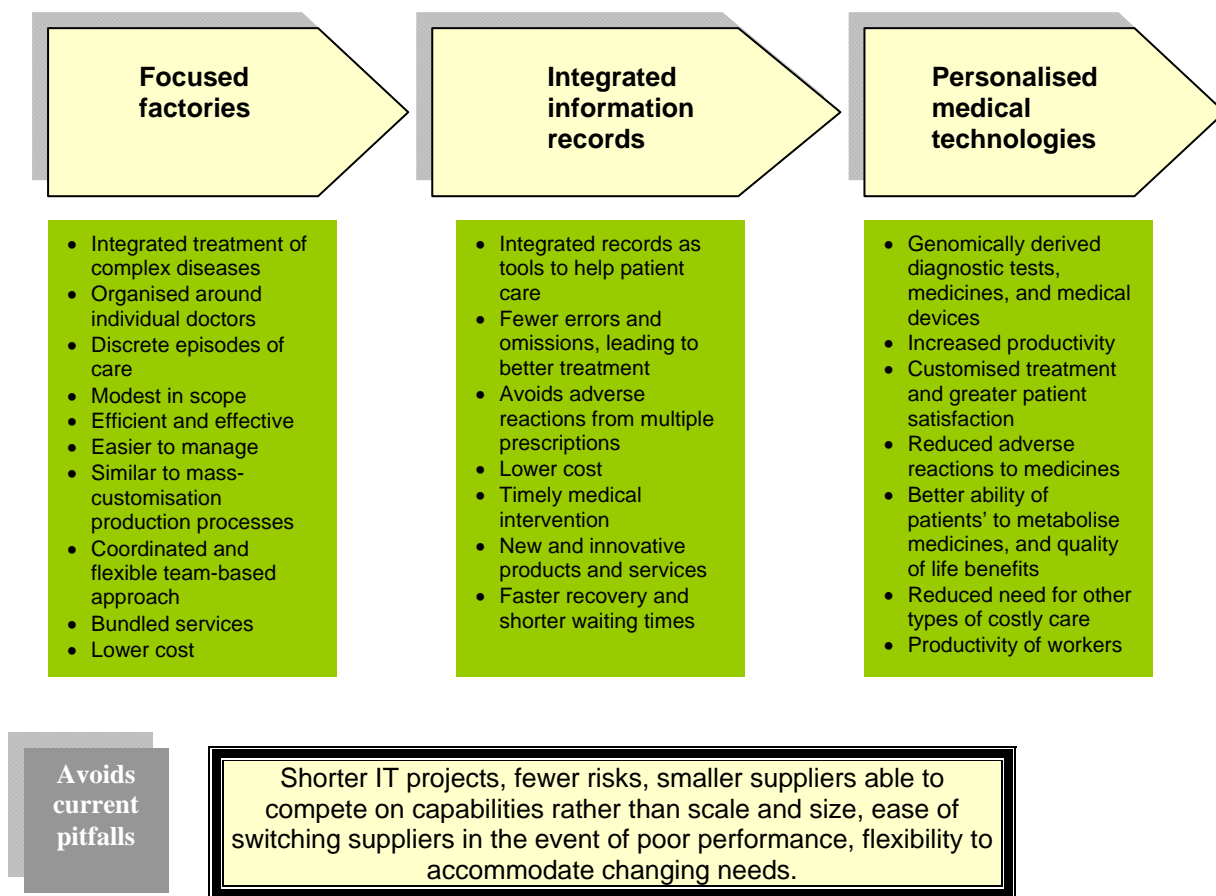 Focused
factories
Integrated
information
records
Personalised
medical
technologies
• Integrated treatment of
complex diseases
• Organised around
individual doctors
• Discrete episodes of
care
• Modest in scope
• Efficient and effective
• Easier to manage
• Similar to mass-
customisation
production processes
• Coordinated and
flexible team-based
approach
• Bundled services
• Lower cost
• Integrated records as
tools to help patient
care
• Fewer errors and
omissions, leading to
better treatment
• Avoids adverse
reactions from multiple
prescriptions
• Lower cost
• Timely medical
intervention
• New and innovative
products and services
• Faster recovery and
shorter waiting times
• Genomically derived
diagnostic tests,
medicines, and medical
devices
• Increased productivity
• Customised treatment
and greater patient
satisfaction
• Reduced adverse
reactions to medicines
• Better ability of
patients’ to metabolise
medicines, and quality
of life benefits
• Reduced need for other
types of costly care
• Productivity of workers
Avoids
current
pitfalls
Shorter IT projects, fewer risks, smaller suppliers able to
compete on capabilities rather than scale and size, ease of
switching suppliers in the event of poor performance, flexibility to
accommodate changing needs.